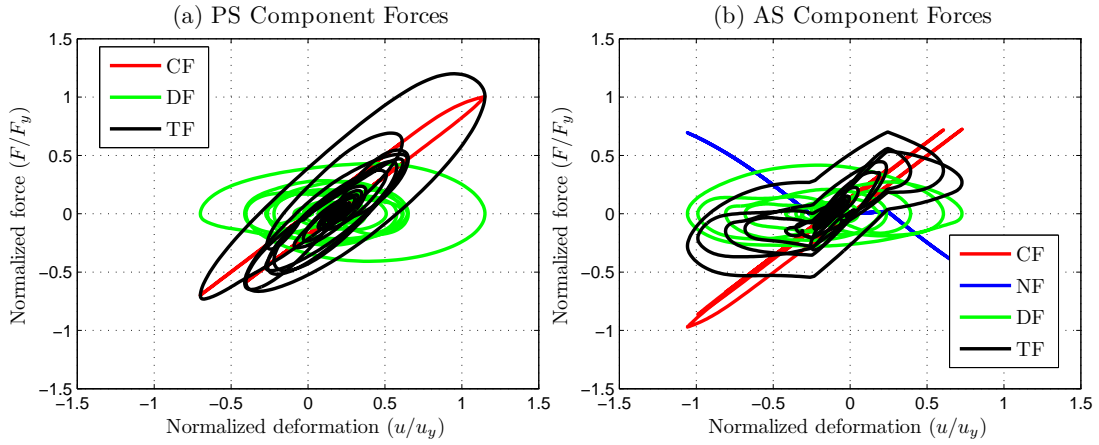 (a) PS Component Forces
Normalized force (F/F_y)
1.5
1
0.5
0
−0.5
−1
−1.5
CF
DF
TF
−1.5 −1 −0.5 0 0.5 1 1.5
Normalized deformation (u/u_y)
(b) AS Component Forces
Normalized force (F/F_y)
1.5
1
0.5
0
−0.5
−1
−1.5
CF
NF
DF
TF
−1.5 −1 −0.5 0 0.5 1 1.5
Normalized deformation (u/u_y)